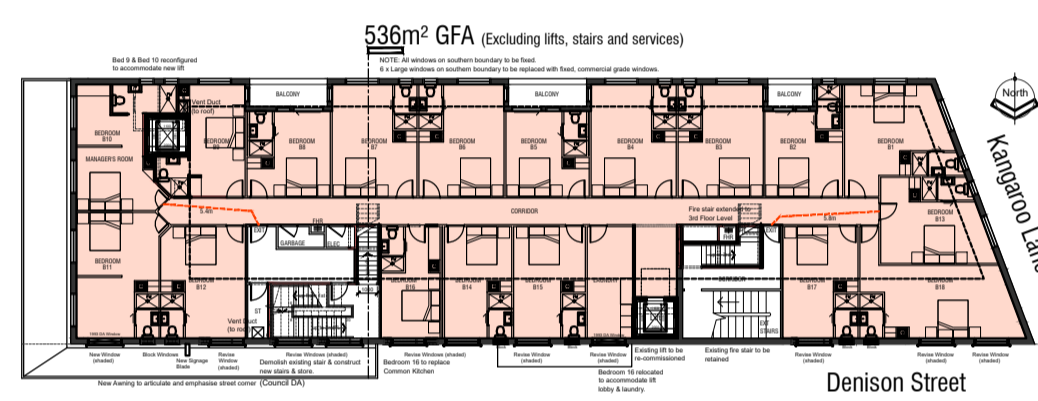 536m² GFA (Excluding lifts, stairs and services)
NOTE: All windows on southern boundary to be fixed.
6 x Large windows on southern boundary to be replaced with fixed, commercial grade windows.
Bed 9 & Bed 10 reconfigured
to accommodate new lift
BALCONY
BALCONY
BALCONY
North
Vent Duct
(to roof)
BEDROOM
B10
BEDROOM
BEDROOM
B8
BEDROOM
B7
BEDROOM
B6
BEDROOM
B5
BEDROOM
B4
BEDROOM
B3
BEDROOM
B2
BEDROOM
B1
MANAGER'S ROOM
Kangaroo Lane
5.4m
CORRIDOR
Fire stair extended to
3rd Floor Level
5.8m
BEDROOM
B13
EXIT
FHR
GARBAGE
ELEC
FHR
EXIT
BEDROOM
B11
B12
BEDROOM
B16
B14
B15
BEDROOM
B17
B18
ST
Vent Duct
(to roof)
EXIT
STAIRS
New Window
(shaded)
Block Windows
New Signage
Blade
Revise
Window
(shaded)
Revise Windows (shaded)
Demolish existing stair & construct
new stairs & store.
Revise Windows (shaded)
Bedroom 16 to replace
Common Kitchen
Revise
Window
(shaded)
Revise
Window
(shaded)
Bedroom 16 relocated
to accommodate lift
lobby & laundry.
Existing lift to be
re-commissioned
Existing fire stair to be
retained
Revise
Window
(shaded)
Revise
Window
(shaded)
Revise
Window
(shaded)
New Awning to articulate and emphasise street corner (Council DA)
Denison Street